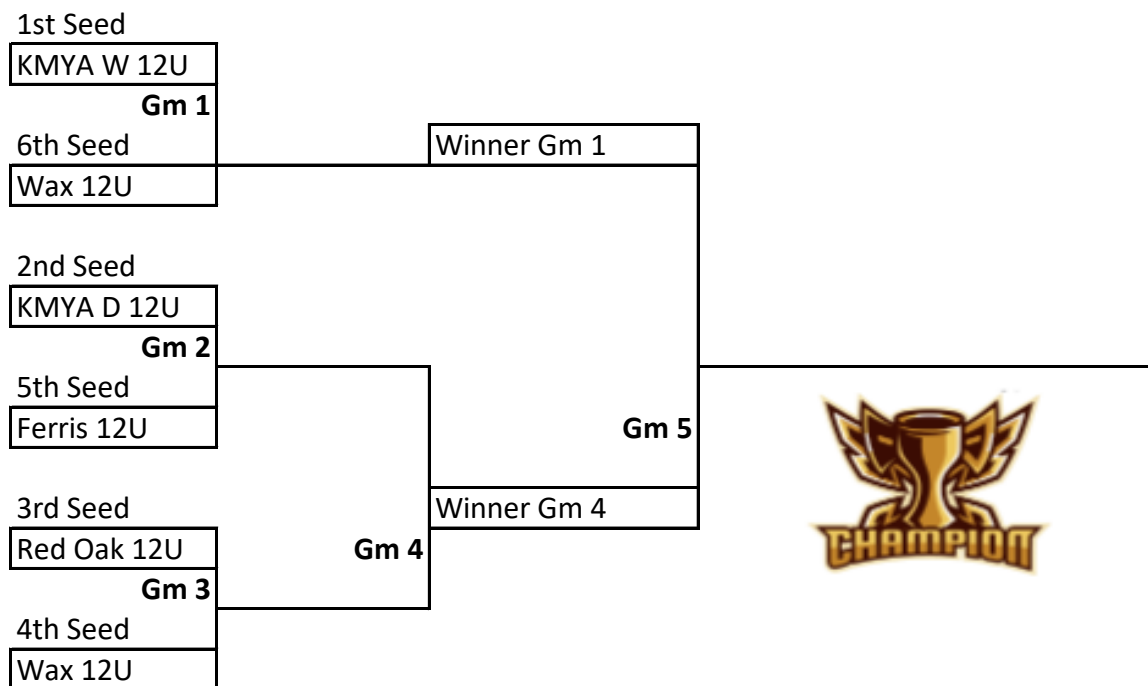 1st Seed
KMYA W 12U
Gm 1
6th Seed
Winner Gm 1
Wax 12U
2nd Seed
KMYA D 12U
Gm 2
5th Seed
Ferris 12U
Gm 5
3rd Seed
Winner Gm 4
Red Oak 12U
Gm 4
CHAMPION
Gm 3
4th Seed
Wax 12U